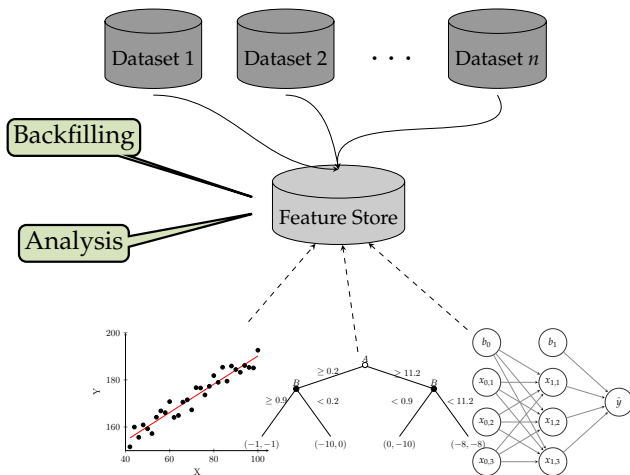 Dataset 1 Dataset 2 . . . Dataset n
Backfilling
Feature Store
Analysis
200
180
160
40 60 80 100
X
Y
A
≥ 0.2 > 11.2
B B
≥ 0.9 < 0.2 < 0.9 < 11.2
(−1, −1) (−10, 0) (0, −10) (−8, −8)
b0 b1
x0,1 x1,1
x0,2 x1,2
x0,3 x1,3
ŷ